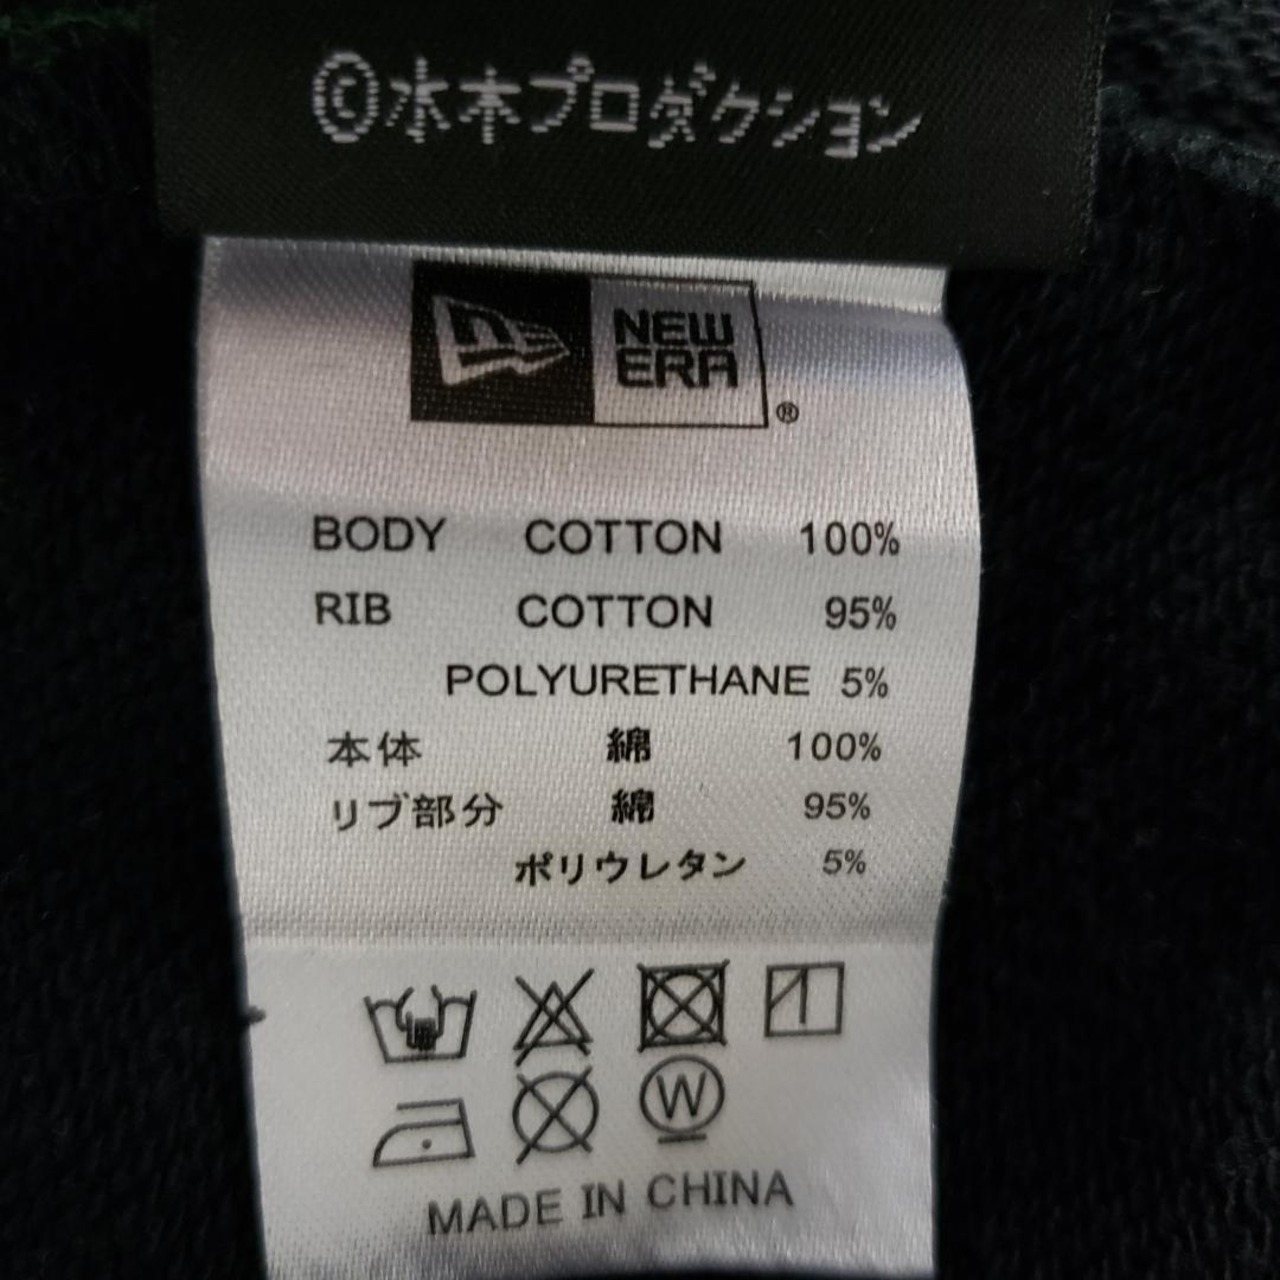 ©水木プロダクション
NEW
ERA
®
BODY COTTON 100%
RIB COTTON 95%
POLYURETHANE 5%
本体 綿 100%
リブ部分 綿 95%
ポリウレタン 5%
W
MADE IN CHINA